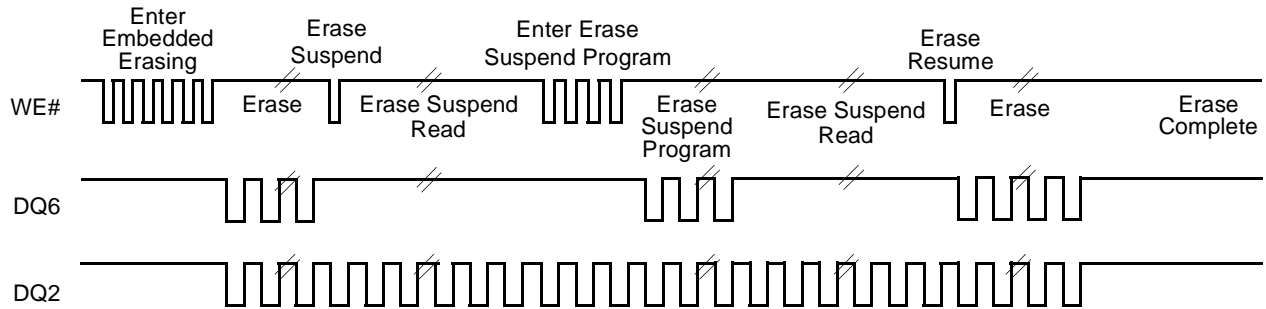 Enter
Embedded
Erasing
Erase
Suspend
Enter Erase
Suspend Program
Erase
Resume
WE#
Erase
Erase Suspend
Read
Erase
Suspend
Program
Erase Suspend
Read
Erase
Erase
Complete
DQ6
DQ2